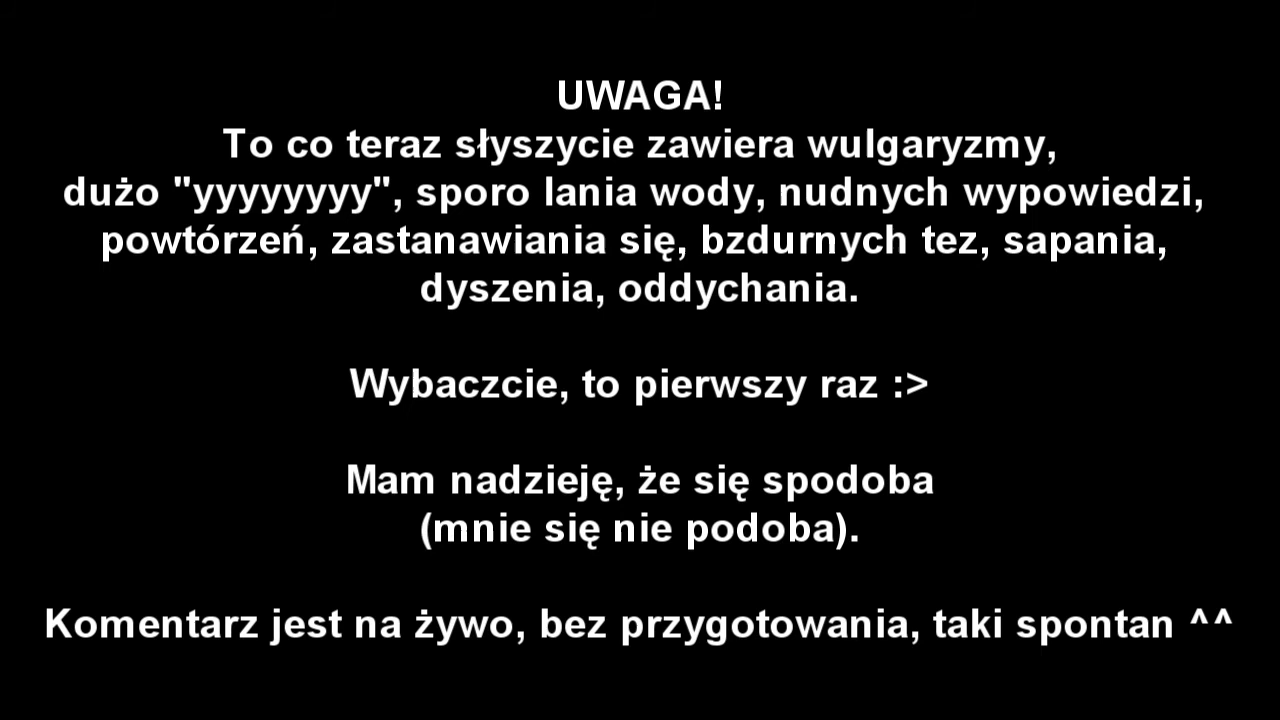 UWAGA!
To co teraz słyszycie zawiera wulgaryzmy,
dużo "yyyyyyyy", sporo lania wody, nudnych wypowiedzi,
powtórzeń, zastanawiania się, bzdurnych tez, sapania,
dyszenia, oddychania.
Wybaczcie, to pierwszy raz :>
Mam nadzieję, że się spodoba
(mnie się nie podoba).
Komentarz jest na żywo, bez przygotowania, taki spontan ^^